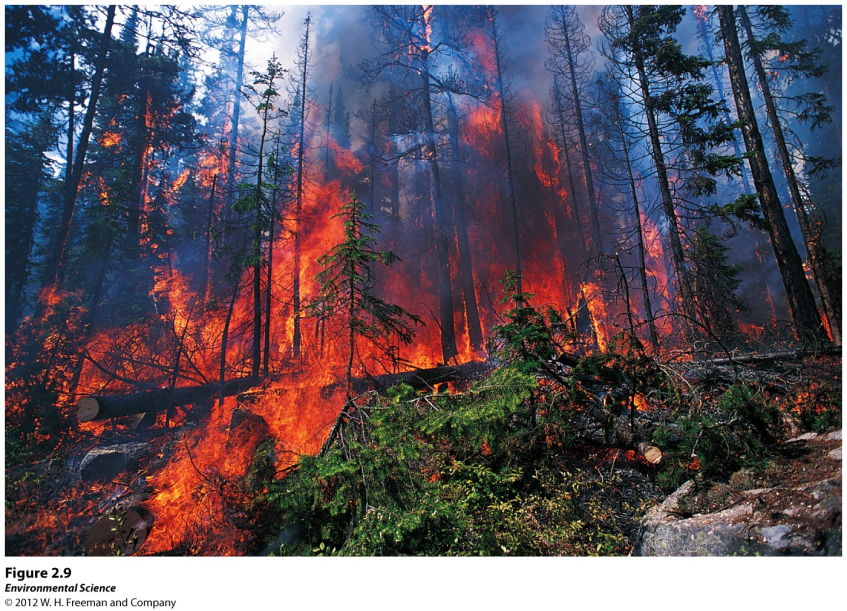 Figure 2.9
Environmental Science
© 2012 W. H. Freeman and Company